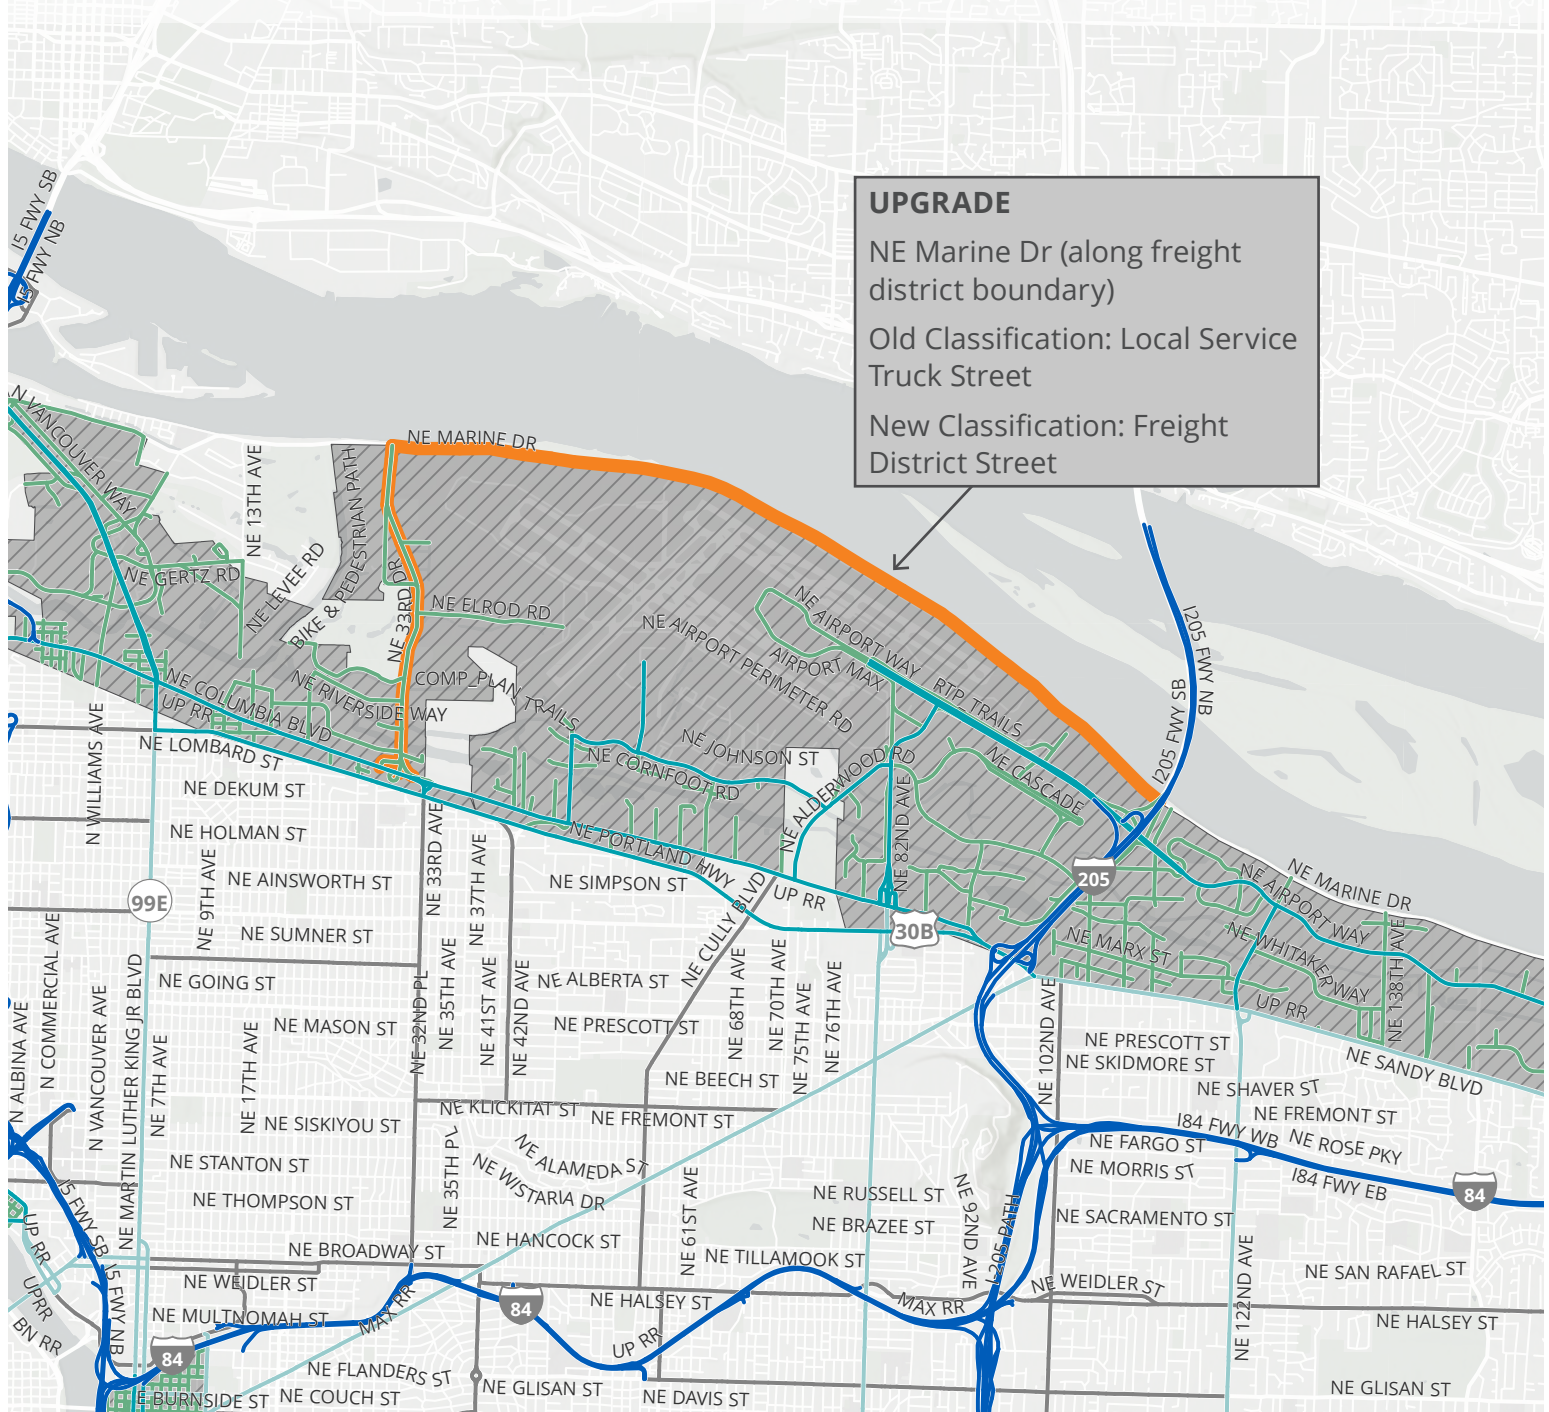 I5 FWY SB
I5 FWY NB
I5 FWY NB
UPGRADE
NE Marine Dr (along freight
district boundary)
Old Classification: Local Service
Truck Street
New Classification: Freight
District Street
N VANCOUVER WAY
NE MARINE DR
NE 13TH AVE
BIKE & PEDESTRIAN PATH
NE LEVEE RD
NE GERTZ RD
NE 33RD DR
NE ELROD RD
NE AIRPORT WAY
NE AIRPORT PERIMETER RD
AIRPORT MAX
RTP_TRAILS
I205 FWY NB
I205 FWY SB
COMP_PLAN TRAILS
NE RIVERSIDE WAY
NE COLUMBIA BLVD
UP RR
NE LOMBARD ST
NE JOHNSON ST
NE CORNFOOT RD
NE ALDERWOOD RD
NE CASCADE
NE 82ND AVE
N WILLIAMS AVE
NE DEKUM ST
NE HOLMAN ST
NE 33RD AVE
NE 37TH AVE
NE PORTLAND HWY
NE SIMPSON ST
NE CULLY BLVD
UP RR
205
NE MARINE DR
NE AIRPORT WAY
NE 9TH AVE
NE AINSWORTH ST
99E
30B
NE SUMNER ST
NE MARX ST
NE WHITAKER WAY
NE 138TH AVE
UP RR
N COMMERCIAL AVE
NE GOING ST
NE 32ND PL
NE 35TH AVE
NE 41ST AVE
NE 42ND AVE
NE ALBERTA ST
NE PRESCOTT ST
NE 68TH AVE
NE 70TH AVE
NE 75TH AVE
NE 76TH AVE
NE 102ND AVE
N ALBINA AVE
N VANCOUVER AVE
NE MARTIN LUTHER KING JR BLVD
NE 7TH AVE
NE 17TH AVE
NE MASON ST
NE PRESCOTT ST
NE SKIDMORE ST
NE SANDY BLVD
NE BEECH ST
NE SHAVER ST
NE KLICKITAT ST
NE FREMONT ST
NE FREMONT ST
NE SISKIYOU ST
I84 FWY WB
NE FARGO ST
NE ROSE PKY
NE STANTON ST
NE 35TH PL
NE ALAMEDA ST
NE WISTARIA DR
NE MORRIS ST
I84 FWY EB
84
NE THOMPSON ST
NE 61ST AVE
NE RUSSELL ST
NE 92ND AVE
I-205 PATH
NE SACRAMENTO ST
NE BRAZEE ST
I5 FWY SB
UP RR
NE HANCOCK ST
NE BROADWAY ST
NE TILLAMOOK ST
NE 122ND AVE
I5 FWY NB
UPRR
NE WEIDLER ST
NE WEIDLER ST
NE SAN RAFAEL ST
84
NE HALSEY ST
MAX RR
MAX RR
NE MULTNOMAH ST
NE HALSEY ST
BN RR
UP RR
84
NE FLANDERS ST
NE GLISAN ST
NE GLISAN ST
E BURNSIDE ST
NE COUCH ST
NE DAVIS ST